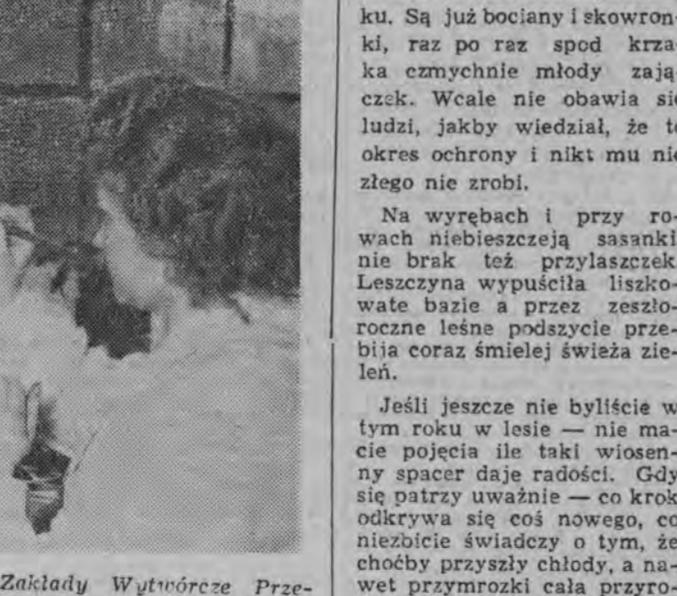 ku. Są już bociany i skowron-
ki, raz po raz spod krza-
ka czmychnie młody zają-
czek. Wcale nie obawia się
ludzi, jakby wiedział, że to
okres ochrony i nikt mu nic
złego nie zrobi.
Na wyrębach i przy ro-
wach niebieszczeją sasanki
nie brak też przylaszczek
Leszczyna wypuściła liszko-
wate bazie a przez zeszło-
roczne leśne podszycie prze-
bija coraz śmielej świeża zie-
leń.
Jeśli jeszcze nie byliście w
tym roku w lesie — nie ma-
cie pojęcia ile taki wiosen-
ny spacer daje radości. Gdy
się patrzy uważnie — co krok
odkrywa się coś nowego, co
niezbicie świadczy o tym, że
choćby przyszły chłody, a na-
wet przymrozki cała przyro-
Zakłady Wytwórcze Prze-